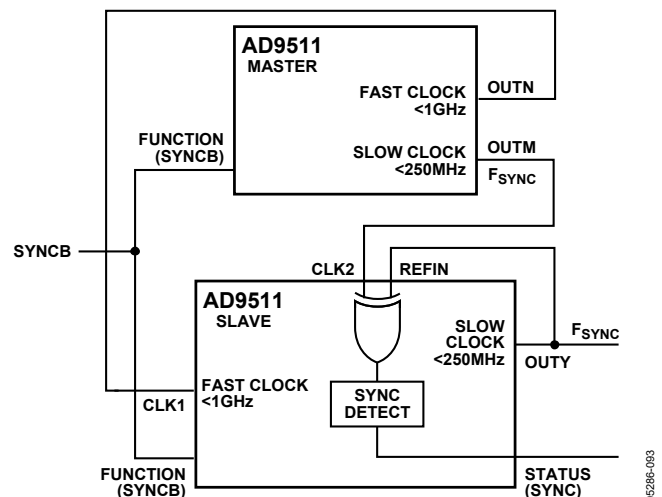 AD9511
MASTER
FAST CLOCK
<1GHz
OUTN
FUNCTION
(SYNCB)
SLOW CLOCK
<250MHz
OUTM
FSYNC
SYNCB
CLK2
REFIN
AD9511
SLAVE
SLOW
CLOCK
<250MHz
FSYNC
OUTY
FAST CLOCK
<1GHz
CLK1
SYNC
DETECT
FUNCTION
(SYNCB)
STATUS
(SYNC)
05286-093